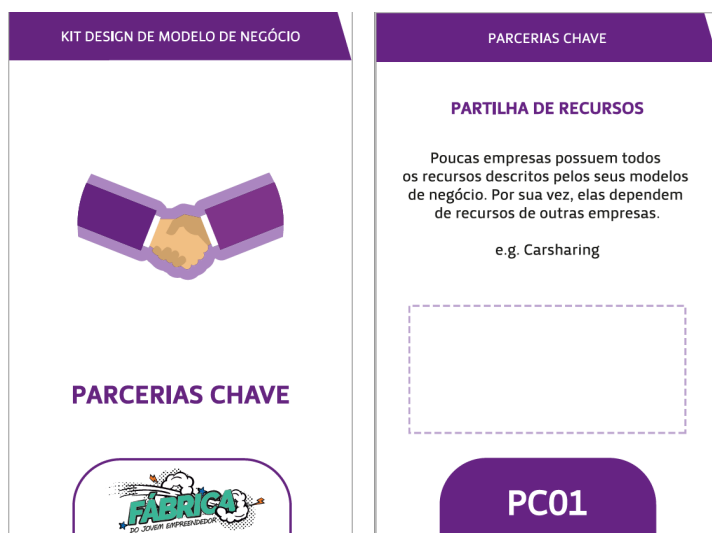 KIT DESIGN DE MODELO DE NEGÓCIO
PARCERIAS CHAVE
FÁBRICA
DO JOVEM EMPREENDEDOR
PARCERIAS CHAVE
PARTILHA DE RECURSOS
Poucas empresas possuem todos
os recursos descritos pelos seus modelos
de negócio. Por sua vez, elas dependem
de recursos de outras empresas.
e.g. Carsharing
PC01